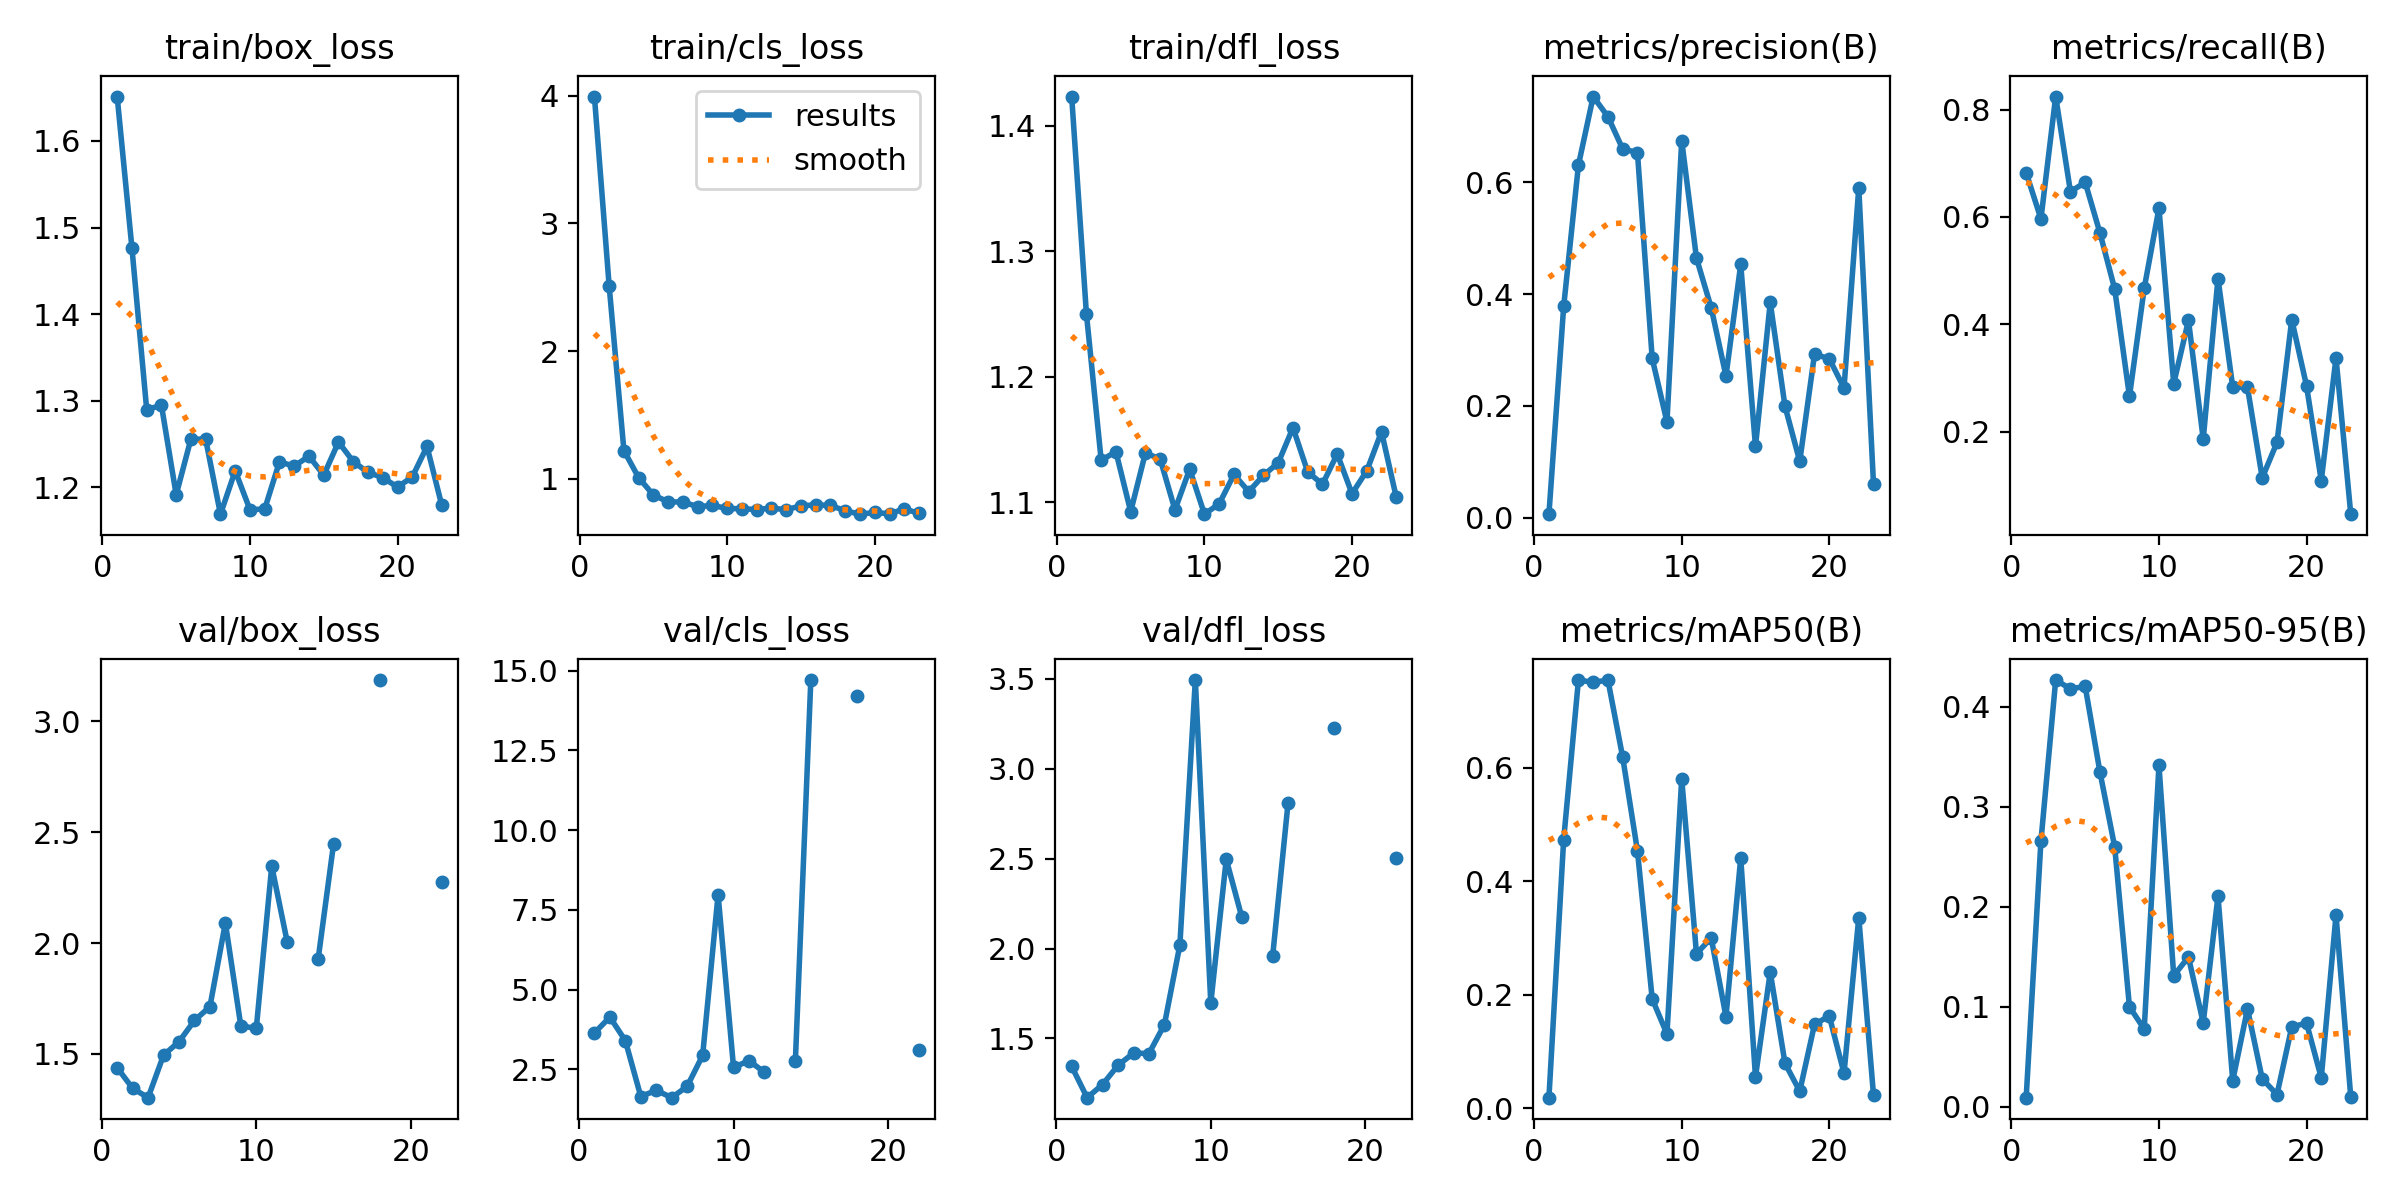 train/box_loss
1.6
1.5
1.4
1.3
1.2
0 10 20
train/cls_loss
results
smooth
4
3
2
1
0 10 20
train/dfl_loss
1.4
1.3
1.2
1.1
0 10 20
metrics/precision(B)
0.6
0.4
0.2
0.0
0 10 20
metrics/recall(B)
0.8
0.6
0.4
0.2
0 10 20
val/box_loss
3.0
2.5
2.0
1.5
0 10 20
val/cls_loss
15.0
12.5
10.0
7.5
5.0
2.5
0 10 20
val/dfl_loss
3.5
3.0
2.5
2.0
1.5
0 10 20
metrics/mAP50(B)
0.6
0.4
0.2
0.0
0 10 20
metrics/mAP50-95(B)
0.4
0.3
0.2
0.1
0.0
0 10 20